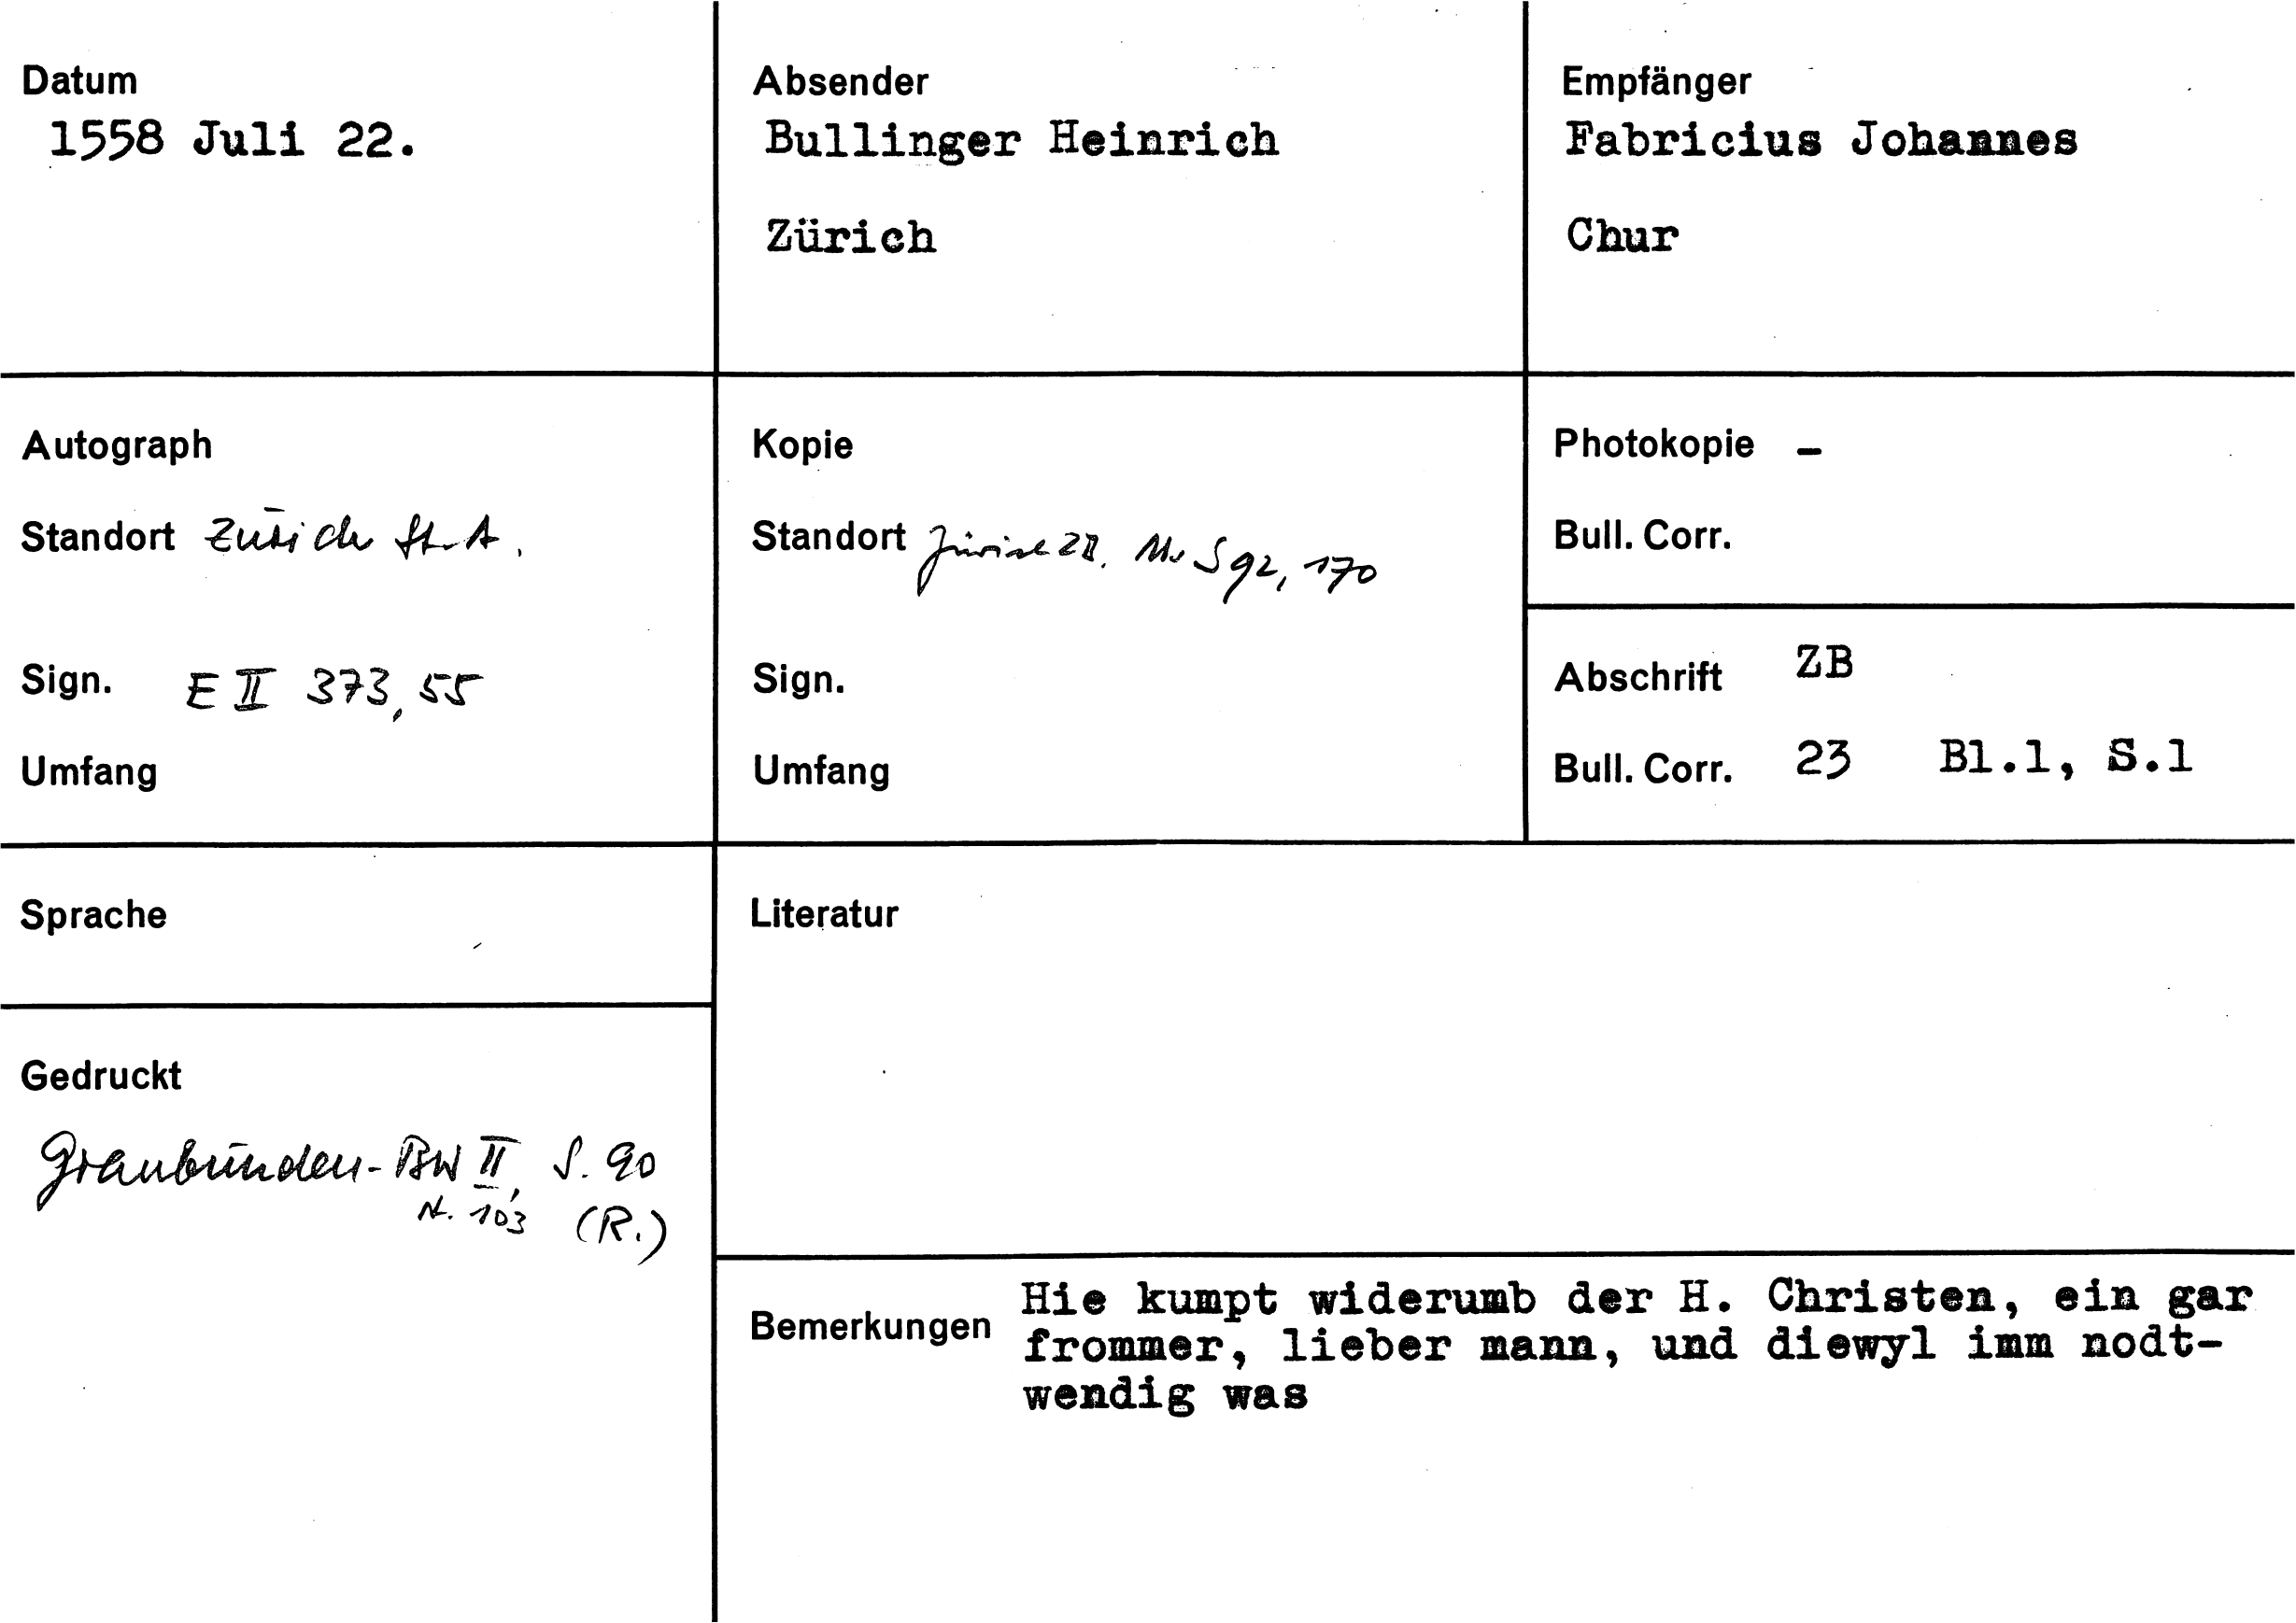 Datum
1558 Juli 22.
Absender
Bullinger Heinrich
Zürich
Empfänger
Fabricius Johannes
Chur
Autograph
Standort Zürich St.A.
Sign. E II 373, 55
Umfang
Kopie
Standort Zürich ZB. Ms S 92, 170
Sign.
Umfang
Photokopie -
Bull. Corr.
Abschrift ZB
Bull. Corr. 23 Bl.1, S.1
Sprache
Gedruckt
Graubünden-BW II, S. 90
N. 103 (R.)
Literatur
Bemerkungen
Hie kumpt widerumb der H. Christen, ein gar
frommer, lieber mann, und diewyl imm nodt-
wendig was